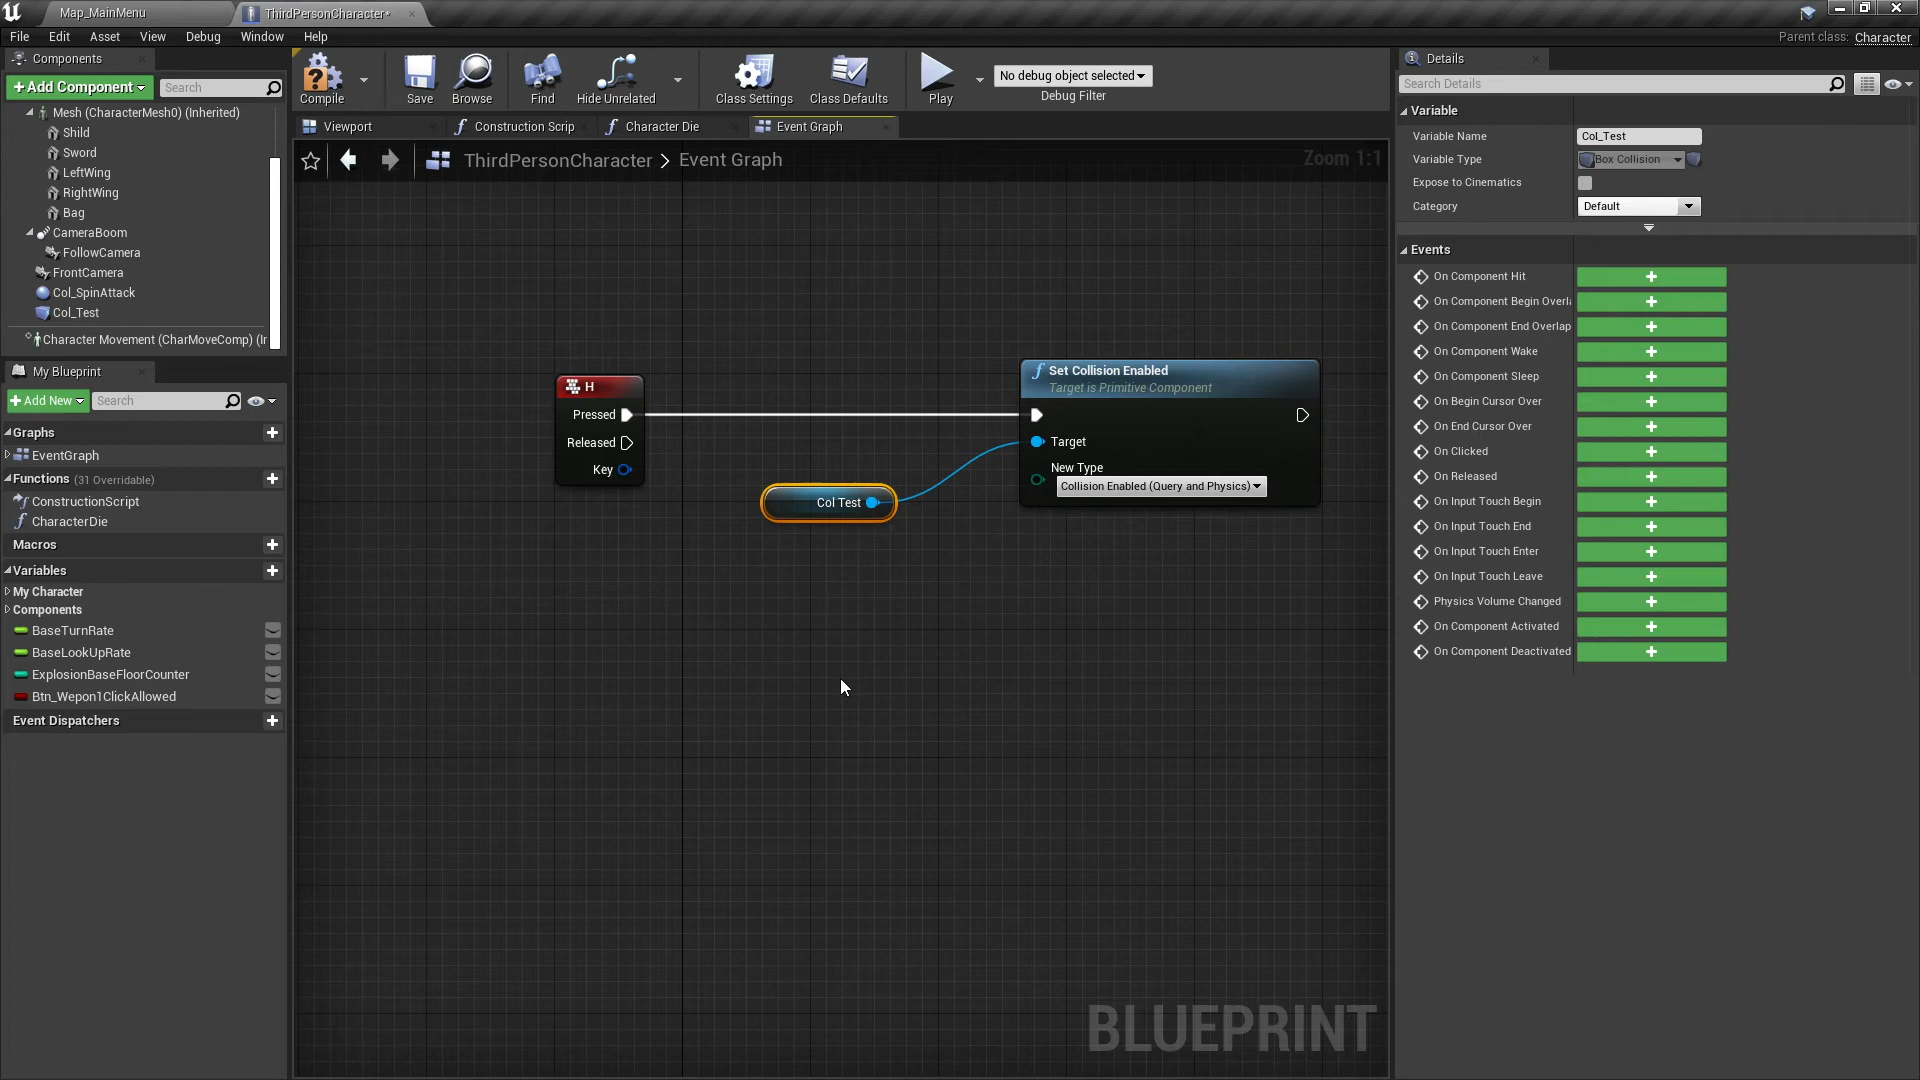 Map_MainMenu
ThirdPersonCharacter*
File Edit Asset View Debug Window Help
Parent class: Character
Components
+Add Component
Search
Mesh (CharacterMesh0) (Inherited)
Shild
Sword
LeftWing
RightWing
Bag
CameraBoom
FollowCamera
FrontCamera
Col_SpinAttack
Col_Test
Character Movement (CharMoveComp) (Ir
My Blueprint
+Add New
Search
Graphs
EventGraph
Functions (31 Overridable)
ConstructionScript
CharacterDie
Macros
Variables
My Character
Components
BaseTurnRate
BaseLookUpRate
ExplosionBaseFloorCounter
Btn_Wepon1ClickAllowed
Event Dispatchers
Compile
Save
Browse
Find
Hide Unrelated
Class Settings
Class Defaults
Play
No debug object selected
Debug Filter
Viewport
Construction Scrip
Character Die
Event Graph
ThirdPersonCharacter > Event Graph
Zoom 1:1
H
Pressed
Released
Key
Col Test
Set Collision Enabled
Target is Primitive Component
Target
New Type
Collision Enabled (Query and Physics)
BLUEPRINT
Details
Search Details
Variable
Variable Name Col_Test
Variable Type Box Collision
Expose to Cinematics
Category Default
Events
On Component Hit
On Component Begin Overla
On Component End Overlap
On Component Wake
On Component Sleep
On Begin Cursor Over
On End Cursor Over
On Clicked
On Released
On Input Touch Begin
On Input Touch End
On Input Touch Enter
On Input Touch Leave
Physics Volume Changed
On Component Activated
On Component Deactivated